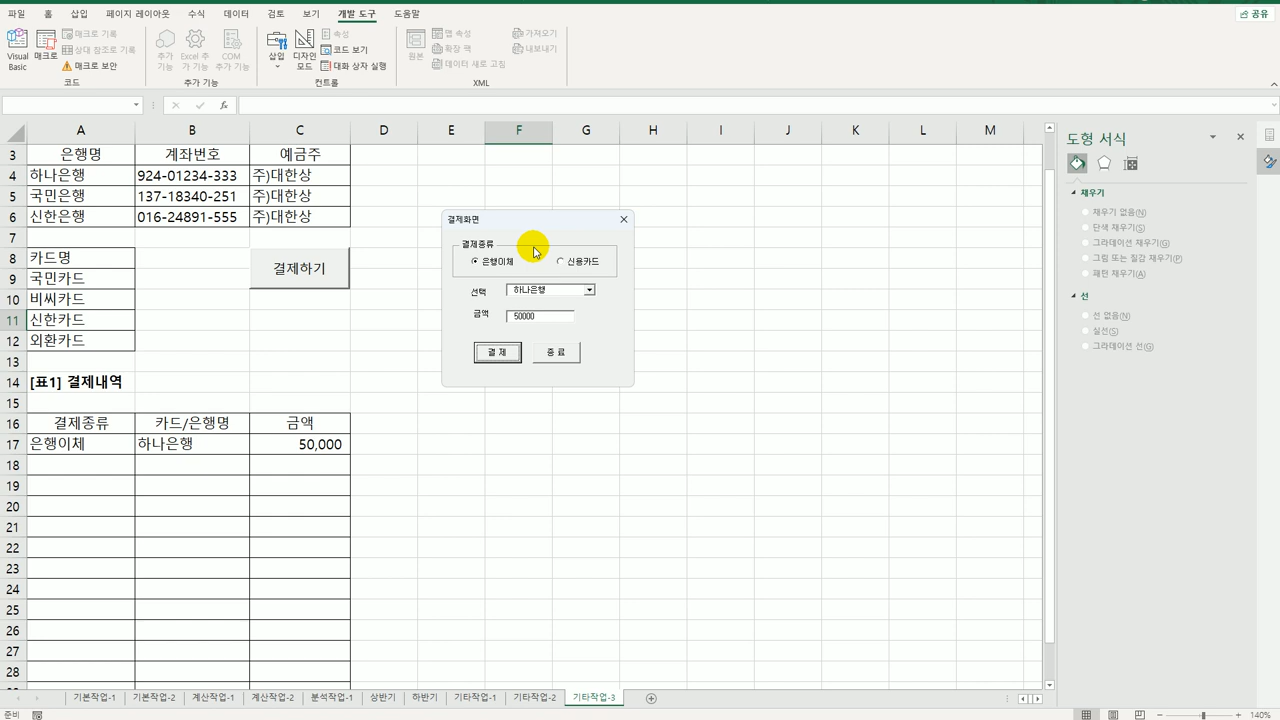 파일 홈 삽입 페이지 레이아웃 수식 데이터 검토 보기 개발 도구 도움말 공유
Visual Basic 매크로 매크로 기록 상대 참조로 기록 매크로 보안
추가 기능 Excel 추가 기능 COM 추가 기능
삽입 디자인 모드 속성 코드 보기 대화 상자 실행
원본 맵 속성 확장 팩 데이터 새로 고침 가져오기 내보내기
코드 추가 기능 컨트롤 XML
fx
A B C D E F G H I J K L M
3 은행명 계좌번호 예금주
4 하나은행 924-01234-333 주)대한상
5 국민은행 137-18340-251 주)대한상
6 신한은행 016-24891-555 주)대한상
7
8 카드명
9 국민카드
10 비씨카드
11 신한카드
12 외환카드
13
14 [표1] 결제내역
15
16 결제종류 카드/은행명 금액
17 은행이체 하나은행 50,000
18
19
20
21
22
23
24
25
26
27
28
결제하기
결제화면
결제종류
은행이체 신용카드
선택 하나은행
금액 50000
결 제 종 료
도형 서식
채우기
채우기 없음(N)
단색 채우기(S)
그라데이션 채우기(G)
그림 또는 질감 채우기(P)
패턴 채우기(A)
선
선 없음(N)
실선(S)
그라데이션 선(G)
기본작업-1 기본작업-2 계산작업-1 계산작업-2 분석작업-1 상반기 하반기 기타작업-1 기타작업-2 기타작업-3
준비 140%